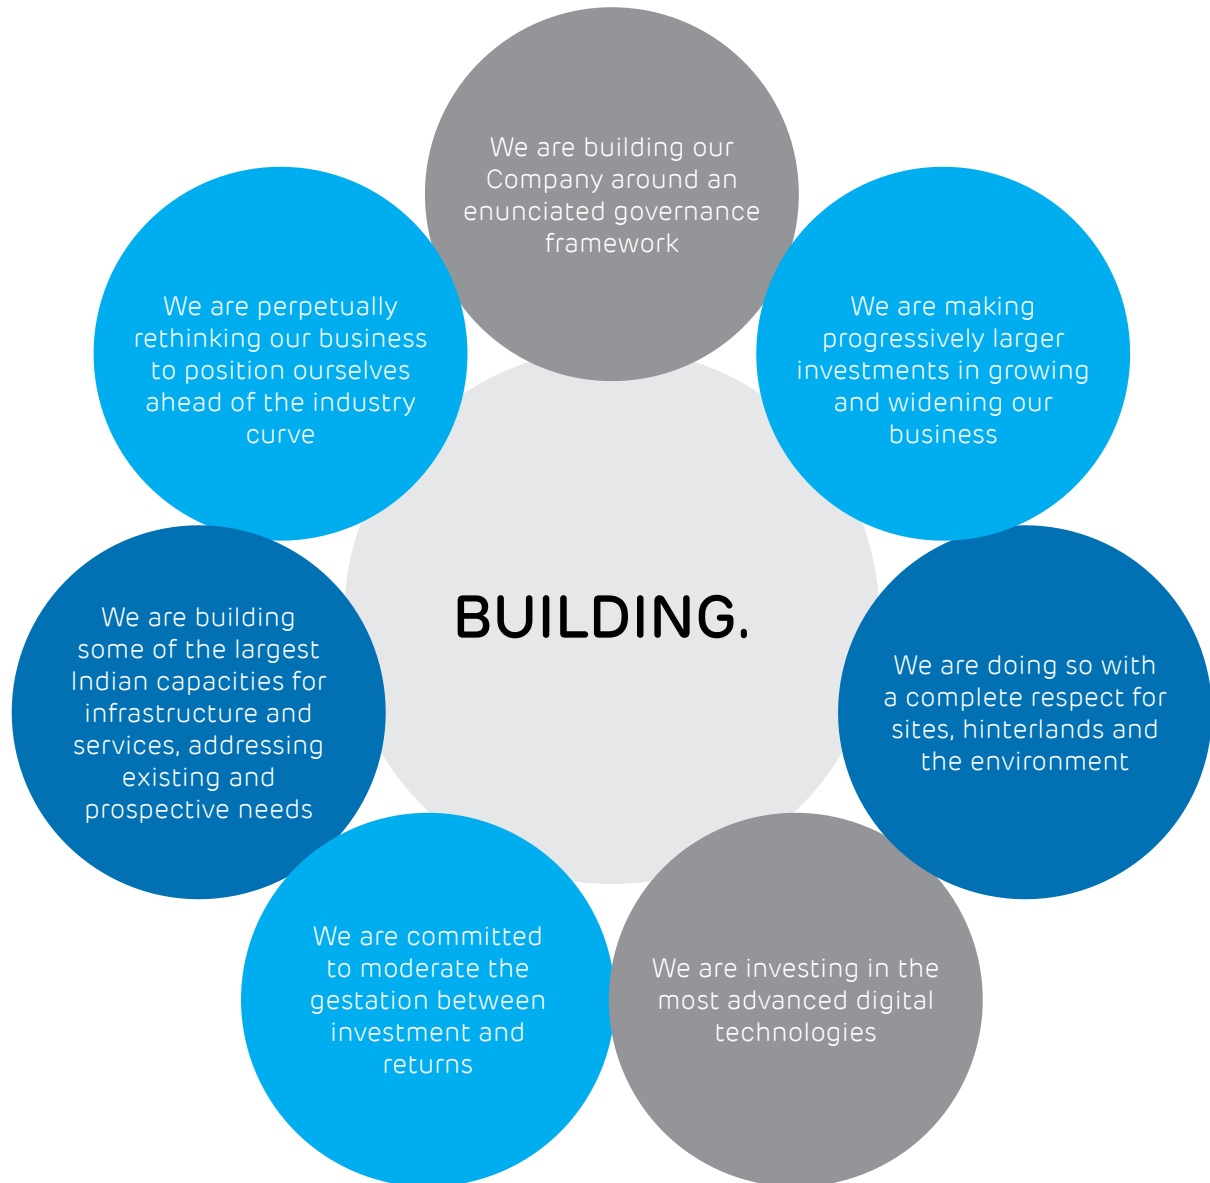 We are building our
Company around an
enunciated governance
framework
We are perpetually
rethinking our business
to position ourselves
ahead of the industry
curve
We are making
progressively larger
investments in growing
and widening our
business
BUILDING.
We are building
some of the largest
Indian capacities for
infrastructure and
services, addressing
existing and
prospective needs
We are doing so with
a complete respect for
sites, hinterlands and
the environment
We are committed
to moderate the
gestation between
investment and
returns
We are investing in the
most advanced digital
technologies